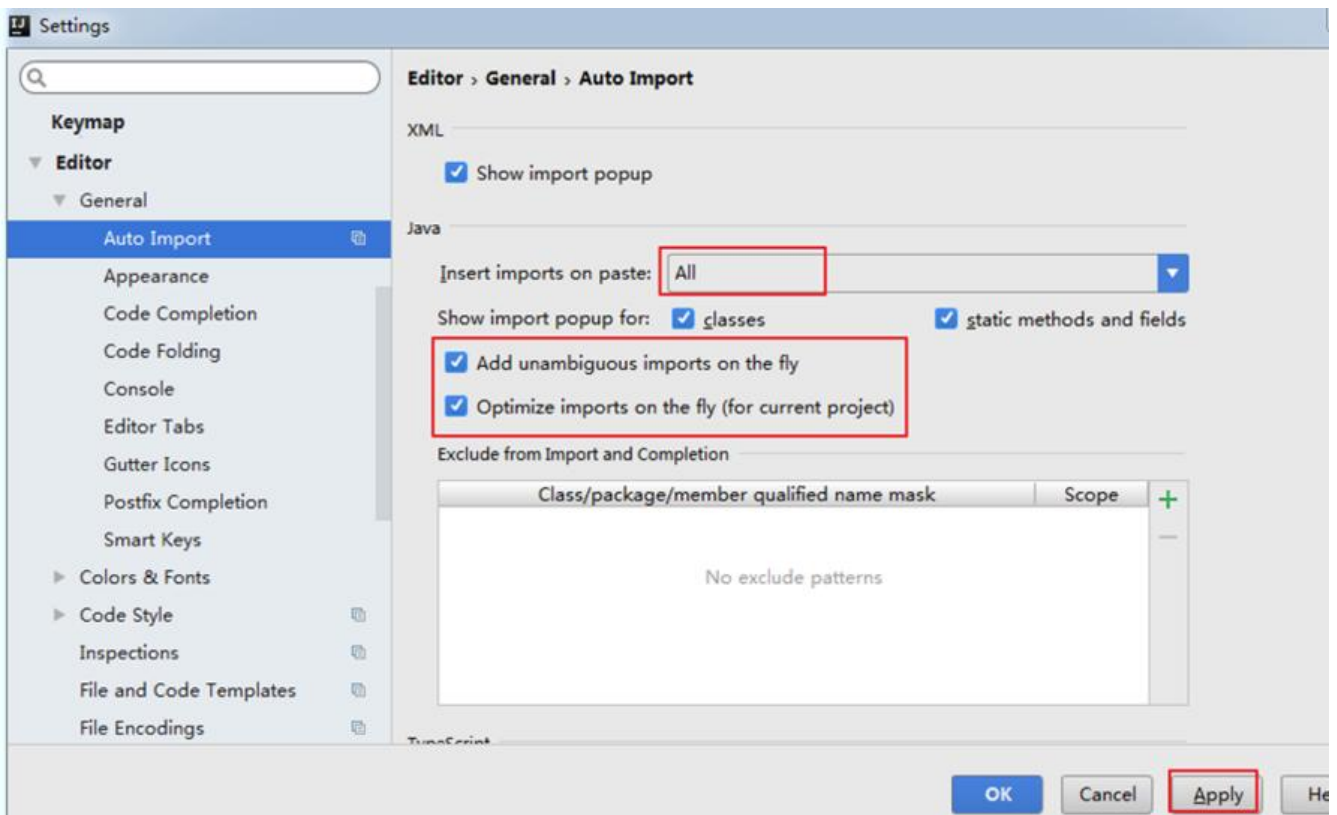 Settings
Keymap
Editor
General
Auto Import
Appearance
Code Completion
Code Folding
Console
Editor Tabs
Gutter Icons
Postfix Completion
Smart Keys
Colors & Fonts
Code Style
Inspections
File and Code Templates
File Encodings
Editor › General › Auto Import
XML
Show import popup
Java
Insert imports on paste: All
Show import popup for: classes static methods and fields
Add unambiguous imports on the fly
Optimize imports on the fly (for current project)
Exclude from Import and Completion
Class/package/member qualified name mask Scope
No exclude patterns
TypeScript
OK Cancel Apply He